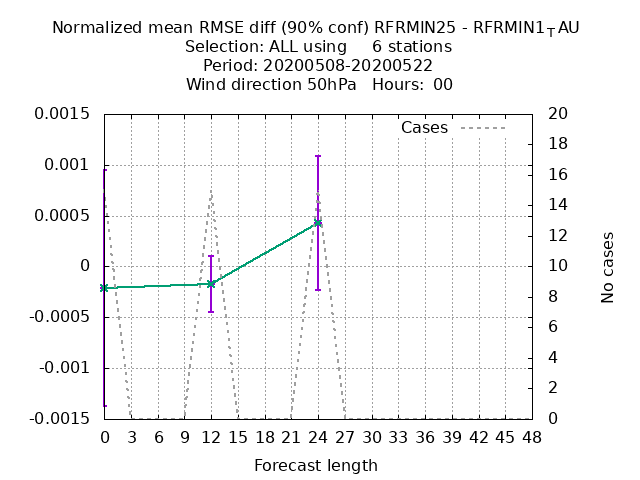 Normalized mean RMSE diff (90% conf) RFRMIN25 - RFRMIN1TAU
Selection: ALL using 6 stations
Period: 20200508-20200522
Wind direction 50hPa Hours: 00
0.0015
0.001
0.0005
0
-0.0005
-0.001
-0.0015
Cases
20
18
16
14
12
10
8
6
4
2
0
No cases
0 3 6 9 12 15 18 21 24 27 30 33 36 39 42 45 48
Forecast length